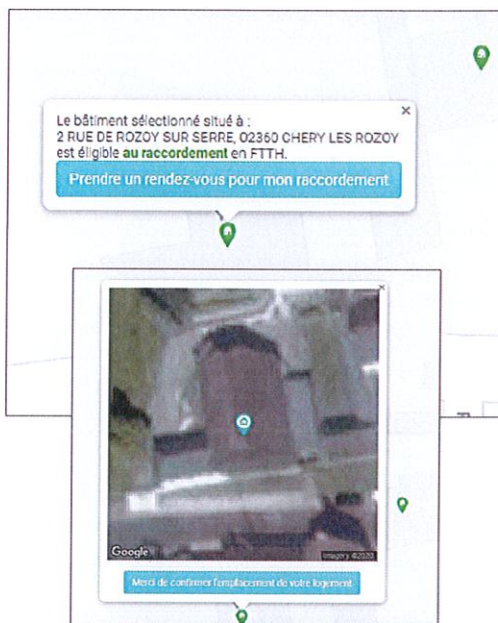 Le bâtiment sélectionné situé à :
2 RUE DE ROZOY SUR SERRE, 02360 CHERY LES ROZOY
est éligible au raccordement en FTTH.
Prendre un rendez-vous pour mon raccordement
Google
Imagery ©2020
Merci de confirmer l'emplacement de votre logement